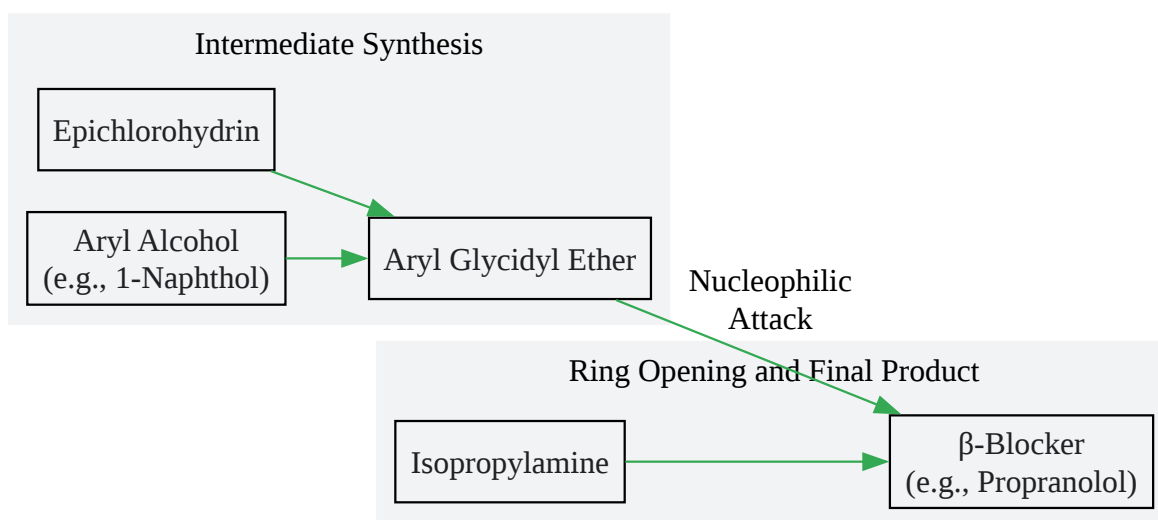 Intermediate Synthesis
Epichlorohydrin
Aryl Alcohol
(e.g., 1-Naphthol)
Aryl Glycidyl Ether
Nucleophilic
Attack
Ring Opening and Final Product
Isopropylamine
β-Blocker
(e.g., Propranolol)